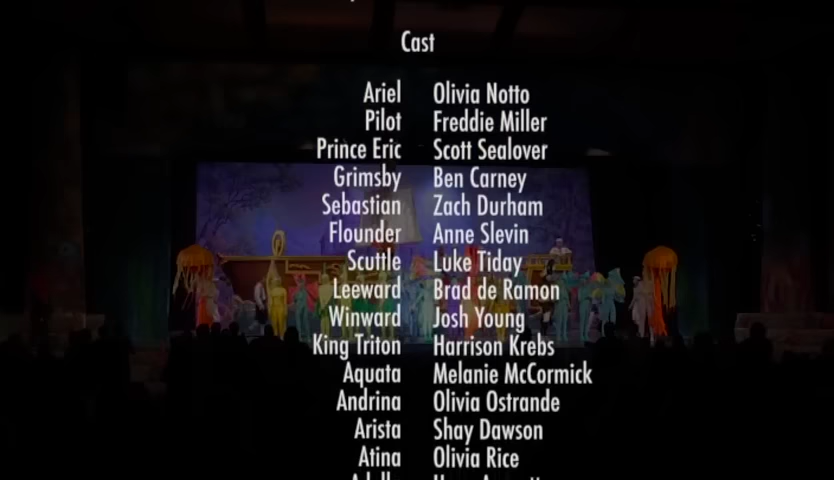 Cast
Ariel Olivia Notto
Pilot Freddie Miller
Prince Eric Scott Sealover
Grimsby Ben Carney
Sebastian Zach Durham
Flounder Anne Slevin
Scuttle Luke Tiday
Leeward Brad de Ramon
Winward Josh Young
King Triton Harrison Krebs
Aquata Melanie McCormick
Andrina Olivia Ostrande
Arista Shay Dawson
Atina Olivia Rice